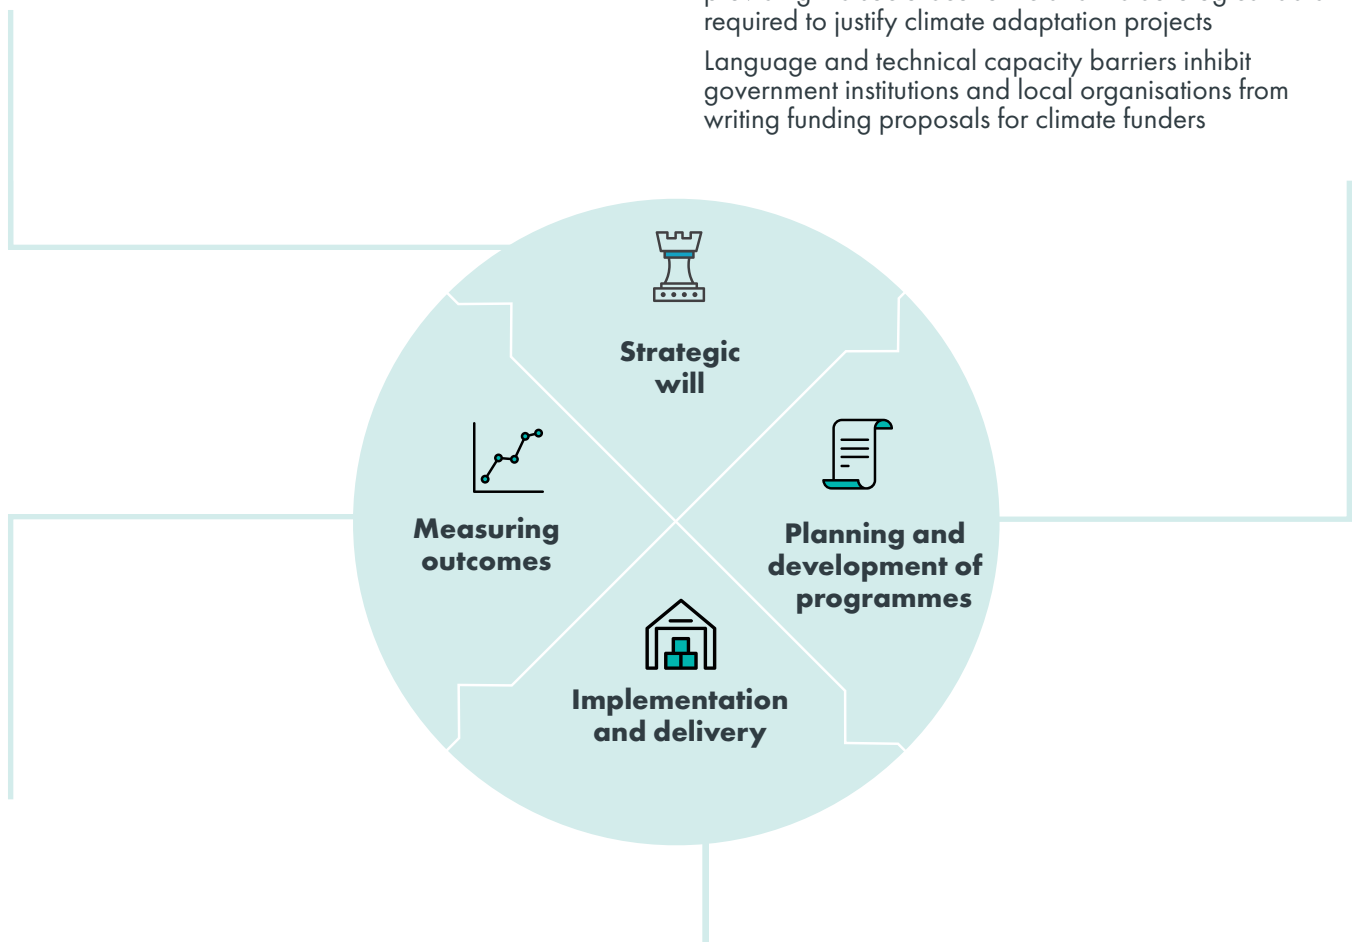 required to justify climate adaptation projects
Language and technical capacity barriers inhibit
government institutions and local organisations from
writing funding proposals for climate funders
Strategic
will
Measuring
outcomes
Planning and
development of
programmes
Implementation
and delivery